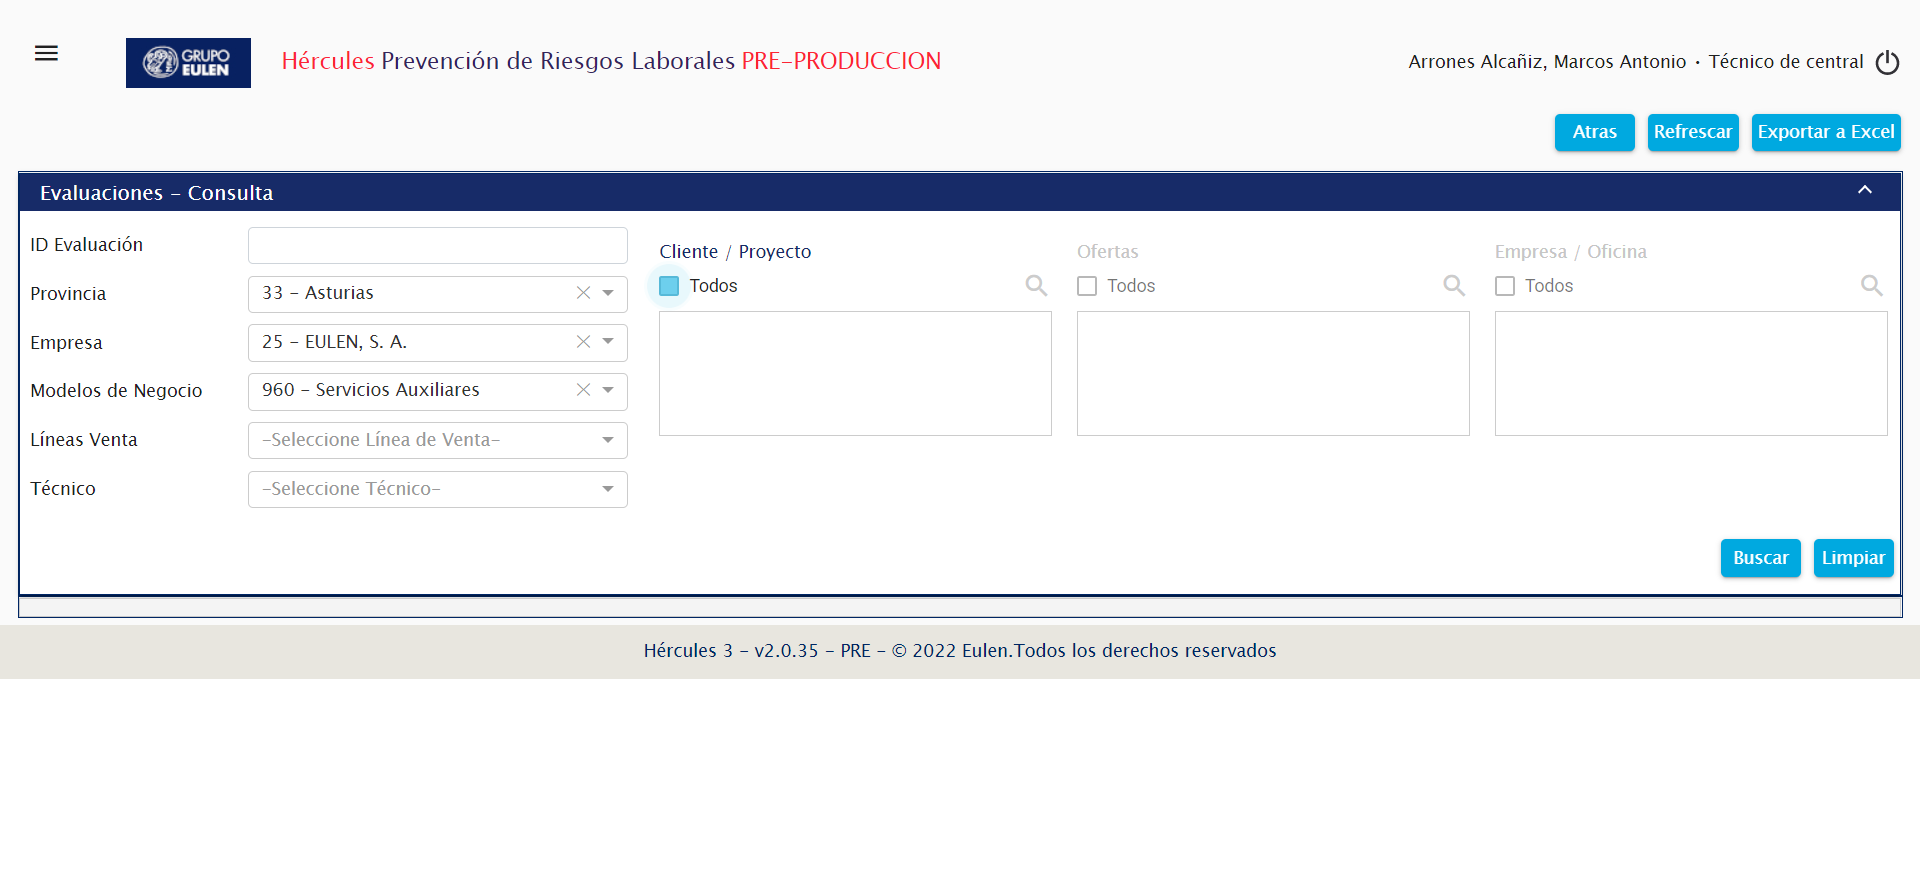 GRUPO
EULEN
Hércules Prevención de Riesgos Laborales PRE-PRODUCCION
Arrones Alcañiz, Marcos Antonio · Técnico de central
Atras
Refrescar
Exportar a Excel
Evaluaciones - Consulta
ID Evaluación
Provincia
33 - Asturias
Empresa
25 - EULEN, S. A.
Modelos de Negocio
960 - Servicios Auxiliares
Líneas Venta
-Seleccione Línea de Venta-
Técnico
-Seleccione Técnico-
Cliente / Proyecto
Todos
Ofertas
Todos
Empresa / Oficina
Todos
Buscar
Limpiar
Hércules 3 - v2.0.35 - PRE - © 2022 Eulen.Todos los derechos reservados